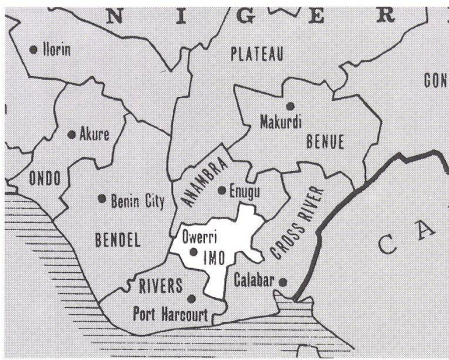 N I G E R
Ilorin
PLATEAU
GON
Makurdi
BENUE
Akure
ONDO
ANAMBRA
Enugu
Benin City
BENDEL
CROSS RIVER
Owerri
IMO
C A
RIVERS
Calabar
Port Harcourt